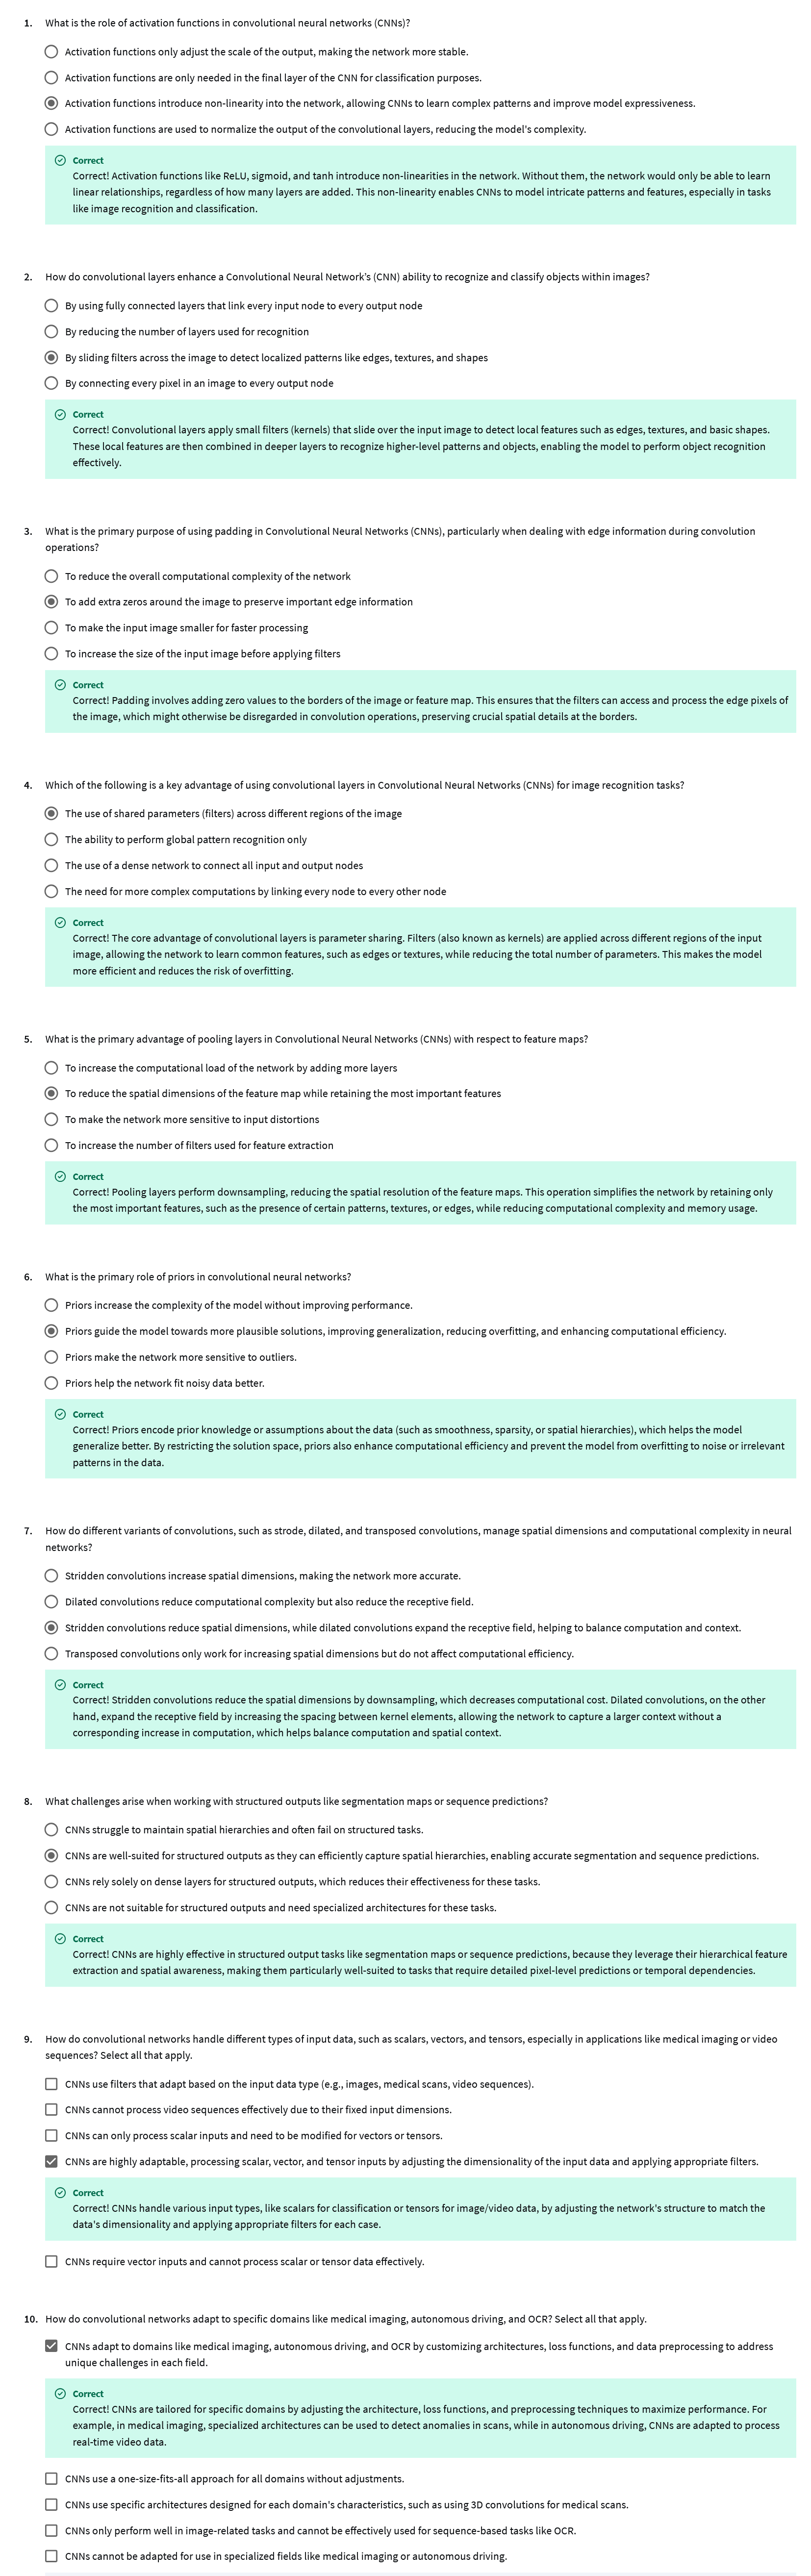 1. What is the role of activation functions in convolutional neural networks (CNNs)?
Activation functions only adjust the scale of the output, making the network more stable.
Activation functions are only needed in the final layer of the CNN for classification purposes.
Activation functions introduce non-linearity into the network, allowing CNNs to learn complex patterns and improve model expressiveness.
Activation functions are used to normalize the output of the convolutional layers, reducing the model's complexity.
Correct
Correct! Activation functions like ReLU, sigmoid, and tanh introduce non-linearities in the network. Without them, the network would only be able to learn
linear relationships, regardless of how many layers are added. This non-linearity enables CNNs to model intricate patterns and features, especially in tasks
like image recognition and classification.
2. How do convolutional layers enhance a Convolutional Neural Network's (CNN) ability to recognize and classify objects within images?
By using fully connected layers that link every input node to every output node
By reducing the number of layers used for recognition
By sliding filters across the image to detect localized patterns like edges, textures, and shapes
By connecting every pixel in an image to every output node
Correct
Correct! Convolutional layers apply small filters (kernels) that slide over the input image to detect local features such as edges, textures, and basic shapes.
These local features are then combined in deeper layers to recognize higher-level patterns and objects, enabling the model to perform object recognition
effectively.
3. What is the primary purpose of using padding in Convolutional Neural Networks (CNNs), particularly when dealing with edge information during convolution
operations?
To reduce the overall computational complexity of the network
To add extra zeros around the image to preserve important edge information
To make the input image smaller for faster processing
To increase the size of the input image before applying filters
Correct
Correct! Padding involves adding zero values to the borders of the image or feature map. This ensures that the filters can access and process the edge pixels of
the image, which might otherwise be disregarded in convolution operations, preserving crucial spatial details at the borders.
4. Which of the following is a key advantage of using convolutional layers in Convolutional Neural Networks (CNNs) for image recognition tasks?
The use of shared parameters (filters) across different regions of the image
The ability to perform global pattern recognition only
The use of a dense network to connect all input and output nodes
The need for more complex computations by linking every node to every other node
Correct
Correct! The core advantage of convolutional layers is parameter sharing. Filters (also known as kernels) are applied across different regions of the input
image, allowing the network to learn common features, such as edges or textures, while reducing the total number of parameters. This makes the model
more efficient and reduces the risk of overfitting.
5. What is the primary advantage of pooling layers in Convolutional Neural Networks (CNNs) with respect to feature maps?
To increase the computational load of the network by adding more layers
To reduce the spatial dimensions of the feature map while retaining the most important features
To make the network more sensitive to input distortions
To increase the number of filters used for feature extraction
Correct
Correct! Pooling layers perform downsampling, reducing the spatial resolution of the feature maps. This operation simplifies the network by retaining only
the most important features, such as the presence of certain patterns, textures, or edges, while reducing computational complexity and memory usage.
6. What is the primary role of priors in convolutional neural networks?
Priors increase the complexity of the model without improving performance.
Priors guide the model towards more plausible solutions, improving generalization, reducing overfitting, and enhancing computational efficiency.
Priors make the network more sensitive to outliers.
Priors help the network fit noisy data better.
Correct
Correct! Priors encode prior knowledge or assumptions about the data (such as smoothness, sparsity, or spatial hierarchies), which helps the model
generalize better. By restricting the solution space, priors also enhance computational efficiency and prevent the model from overfitting to noise or irrelevant
patterns in the data.
7. How do different variants of convolutions, such as strode, dilated, and transposed convolutions, manage spatial dimensions and computational complexity in neural
networks?
Stridden convolutions increase spatial dimensions, making the network more accurate.
Dilated convolutions reduce computational complexity but also reduce the receptive field.
Stridden convolutions reduce spatial dimensions, while dilated convolutions expand the receptive field, helping to balance computation and context.
Transposed convolutions only work for increasing spatial dimensions but do not affect computational efficiency.
Correct
Correct! Stridden convolutions reduce the spatial dimensions by downsampling, which decreases computational cost. Dilated convolutions, on the other
hand, expand the receptive field by increasing the spacing between kernel elements, allowing the network to capture a larger context without a
corresponding increase in computation, which helps balance computation and spatial context.
8. What challenges arise when working with structured outputs like segmentation maps or sequence predictions?
CNNs struggle to maintain spatial hierarchies and often fail on structured tasks.
CNNs are well-suited for structured outputs as they can efficiently capture spatial hierarchies, enabling accurate segmentation and sequence predictions.
CNNs rely solely on dense layers for structured outputs, which reduces their effectiveness for these tasks.
CNNs are not suitable for structured outputs and need specialized architectures for these tasks.
Correct
Correct! CNNs are highly effective in structured output tasks like segmentation maps or sequence predictions, because they leverage their hierarchical feature
extraction and spatial awareness, making them particularly well-suited to tasks that require detailed pixel-level predictions or temporal dependencies.
9. How do convolutional networks handle different types of input data, such as scalars, vectors, and tensors, especially in applications like medical imaging or video
sequences? Select all that apply.
CNNs use filters that adapt based on the input data type (e.g., images, medical scans, video sequences).
CNNs cannot process video sequences effectively due to their fixed input dimensions.
CNNs can only process scalar inputs and need to be modified for vectors or tensors.
CNNs are highly adaptable, processing scalar, vector, and tensor inputs by adjusting the dimensionality of the input data and applying appropriate filters.
Correct
Correct! CNNs handle various input types, like scalars for classification or tensors for image/video data, by adjusting the network's structure to match the
data's dimensionality and applying appropriate filters for each case.
CNNs require vector inputs and cannot process scalar or tensor data effectively.
10. How do convolutional networks adapt to specific domains like medical imaging, autonomous driving, and OCR? Select all that apply.
CNNs adapt to domains like medical imaging, autonomous driving, and OCR by customizing architectures, loss functions, and data preprocessing to address
unique challenges in each field.
Correct
Correct! CNNs are tailored for specific domains by adjusting the architecture, loss functions, and preprocessing techniques to maximize performance. For
example, in medical imaging, specialized architectures can be used to detect anomalies in scans, while in autonomous driving, CNNs are adapted to process
real-time video data.
CNNs use a one-size-fits-all approach for all domains without adjustments.
CNNs use specific architectures designed for each domain's characteristics, such as using 3D convolutions for medical scans.
CNNs only perform well in image-related tasks and cannot be effectively used for sequence-based tasks like OCR.
CNNs cannot be adapted for use in specialized fields like medical imaging or autonomous driving.